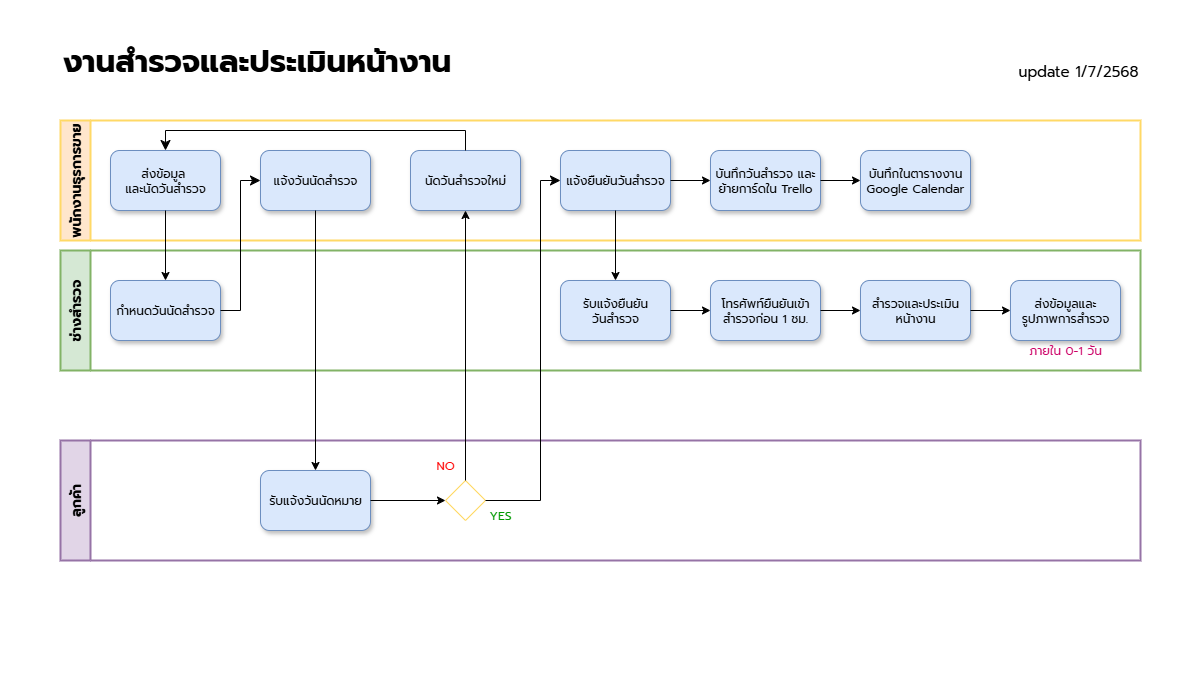 งานสำรวจและประเมินหน้างาน
update 1/7/2568
พนักงานธุรการขาย
ส่งข้อมูล
และนัดวันสำรวจ
แจ้งวันนัดสำรวจ
นัดวันสำรวจใหม่
แจ้งยืนยันวันสำรวจ
บันทึกวันสำรวจ และ
ย้ายการ์ดใน Trello
บันทึกในตารางงาน
Google Calendar
ช่างสำรวจ
กำหนดวันนัดสำรวจ
รับแจ้งยืนยัน
วันสำรวจ
โทรศัพท์ยืนยันเข้า
สำรวจก่อน 1 ชม.
สำรวจและประเมิน
หน้างาน
ส่งข้อมูลและ
รูปภาพการสำรวจ
ภายใน 0-1 วัน
ลูกค้า
รับแจ้งวันนัดหมาย
NO
YES